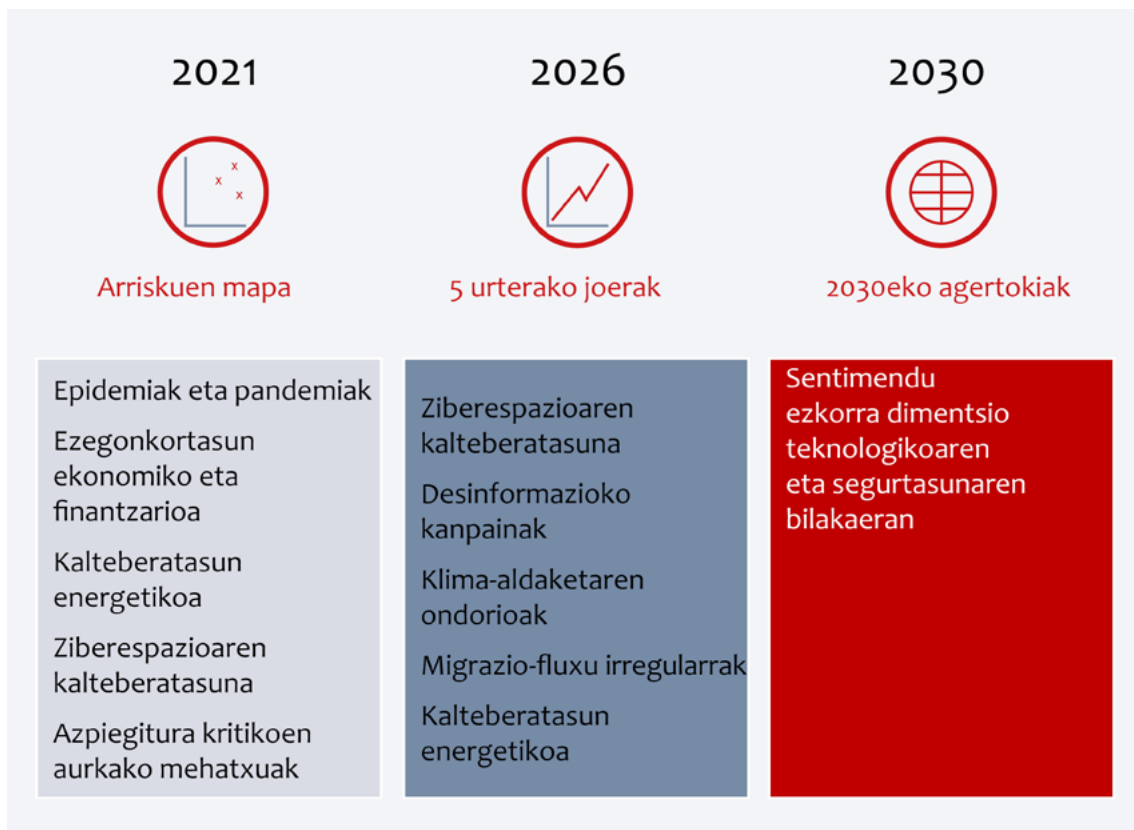 2021
Arriskuen mapa
Epidemiak eta pandemiak
Ezegonkortasun
ekonomiko eta
finantzarioa
Kalteberatasun
energetikoa
Ziberespazioaren
kalteberatasuna
Azpiegitura kritikoen
aurkako mehatxuak
2026
5 urterako joerak
Ziberespazioaren
kalteberatasuna
Desinformazioko
kanpainak
Klima-aldaketaren
ondorioak
Migrazio-fluxu irregularrak
Kalteberatasun
energetikoa
2030
2030eko agertokiak
Sentimendu
ezkorra dimentsio
teknologikoaren
eta segurtasunaren
bilakaeran